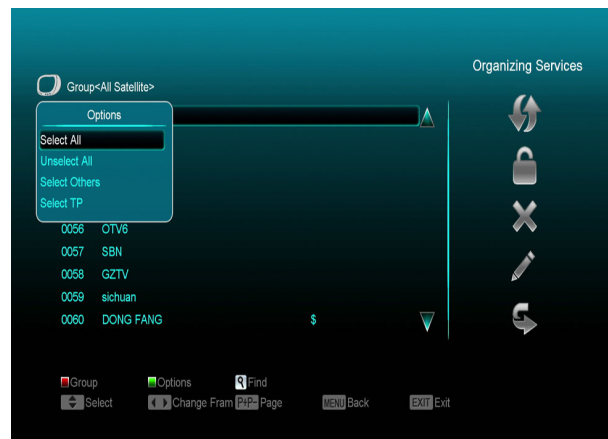 Organizing Services
Group<All Satellite>
Options
Select All
Unselect All
Select Others
Select TP
0056 OTV6
0057 SBN
0058 GZTV
0059 sichuan
0060 DONG FANG $
Group Options Find
Select Change Fram P+P- Page MENU Back EXIT Exit